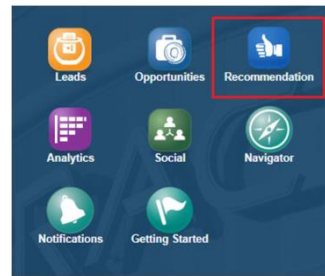 Leads Opportunities Recommendation
Analytics Social Navigator
Notifications Getting Started